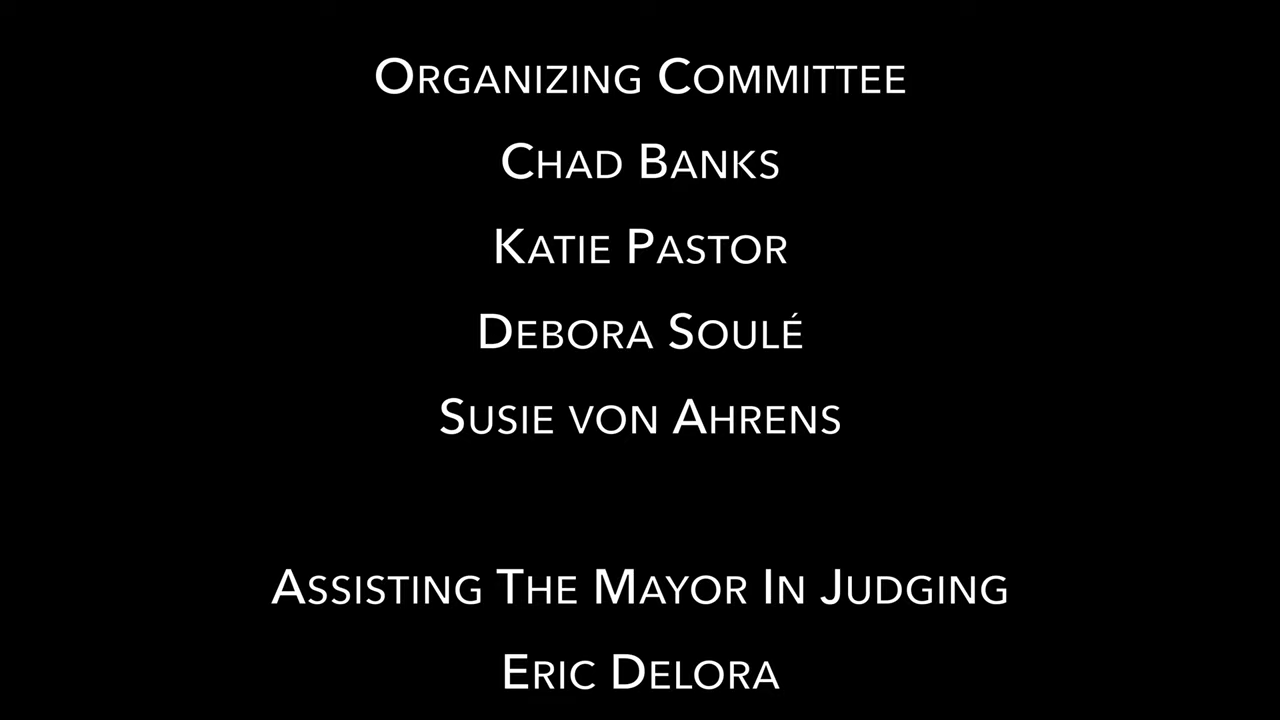 Organizing Committee
Chad Banks
Katie Pastor
Debora Soulé
Susie von Ahrens
Assisting The Mayor In Judging
Eric Delora